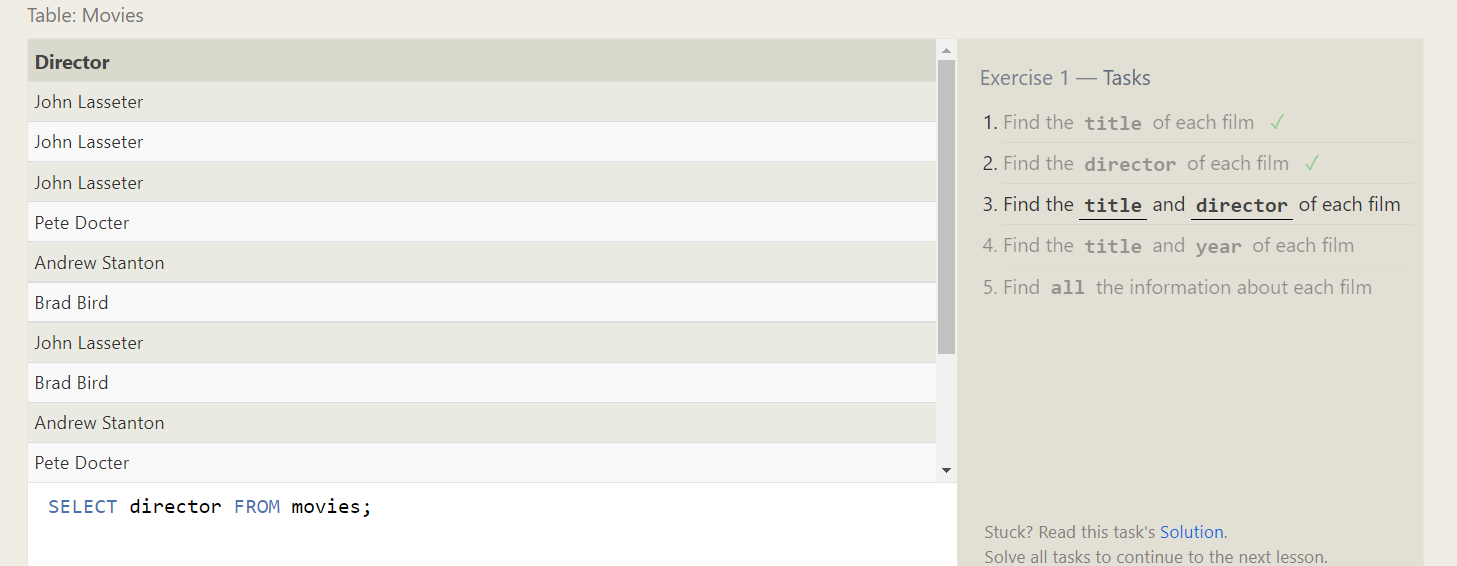 Table: Movies
Director
John Lasseter
John Lasseter
John Lasseter
Pete Docter
Andrew Stanton
Brad Bird
John Lasseter
Brad Bird
Andrew Stanton
Pete Docter
SELECT director FROM movies;
Exercise 1 — Tasks
1. Find the title of each film ✓
2. Find the director of each film ✓
3. Find the title and director of each film
4. Find the title and year of each film
5. Find all the information about each film
Stuck? Read this task's Solution.
Solve all tasks to continue to the next lesson.